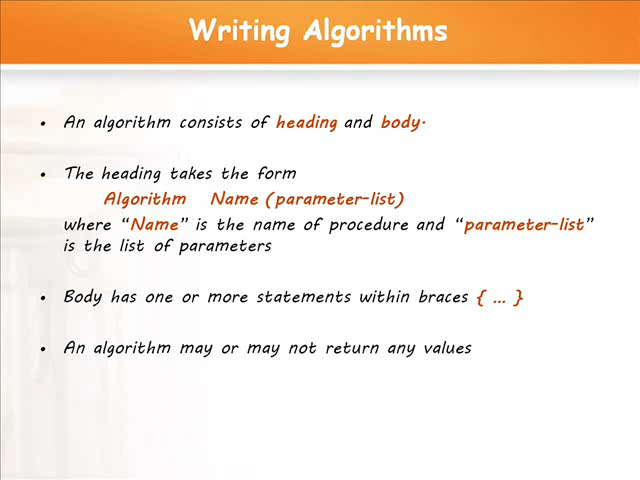 Writing Algorithms
• An algorithm consists of heading and body.
• The heading takes the form
Algorithm Name (parameter-list)
where “Name” is the name of procedure and “parameter-list”
is the list of parameters
• Body has one or more statements within braces { ... }
• An algorithm may or may not return any values